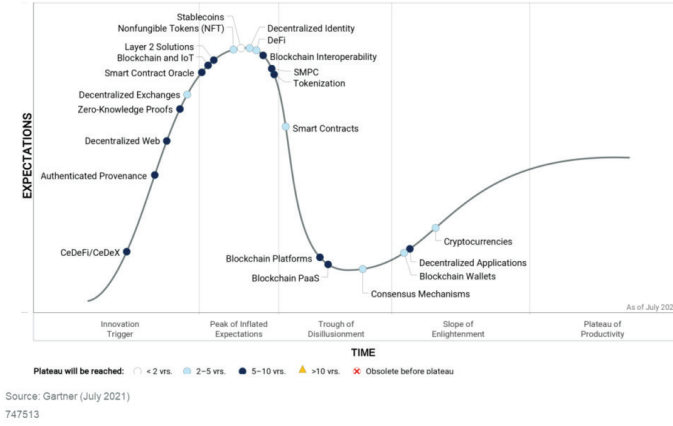 Stablecoins
Nonfungible Tokens (NFT)
Decentralized Identity
DeFi
Layer 2 Solutions
Blockchain and IoT
Blockchain Interoperability
Smart Contract Oracle
SMPC
Tokenization
Decentralized Exchanges
Zero-Knowledge Proofs
Smart Contracts
Decentralized Web
Authenticated Provenance
CeDeFi/CeDeX
Cryptocurrencies
Blockchain Platforms
Decentralized Applications
Blockchain PaaS
Blockchain Wallets
Consensus Mechanisms
EXPECTATIONS
As of July 202
Innovation
Trigger
Peak of Inflated
Expectations
Trough of
Disillusionment
Slope of
Enlightenment
Plateau of
Productivity
TIME
Plateau will be reached: < 2 yrs. 2–5 yrs. 5–10 yrs. >10 yrs. Obsolete before plateau
Source: Gartner (July 2021)
747513